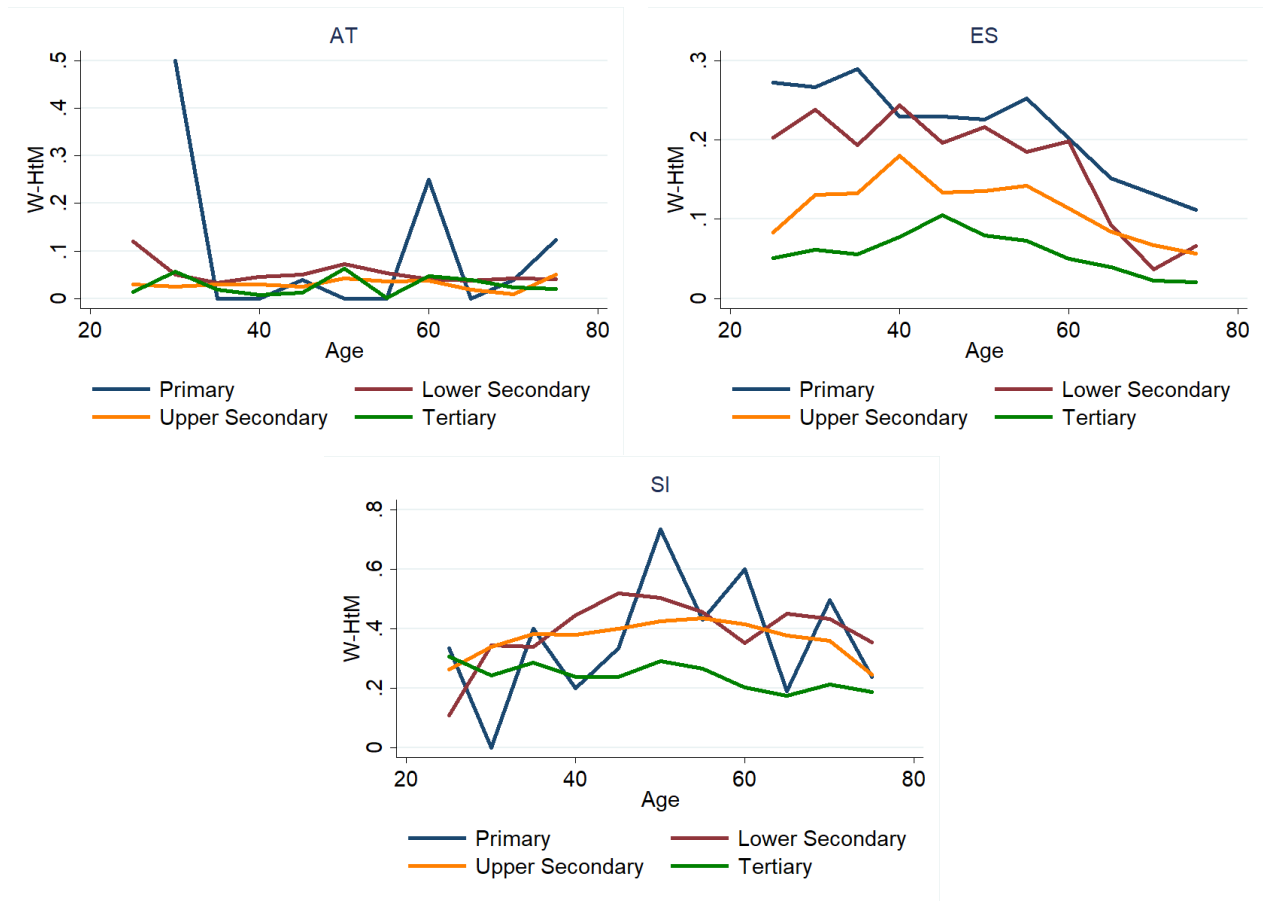 AT
W-HtM
.5
.4
.3
.2
.1
0
20 40 60 80
Age
Primary Lower Secondary
Upper Secondary Tertiary
ES
W-HtM
.3
.2
.1
0
20 40 60 80
Age
Primary Lower Secondary
Upper Secondary Tertiary
SI
W-HtM
.8
.6
.4
.2
0
20 40 60 80
Age
Primary Lower Secondary
Upper Secondary Tertiary